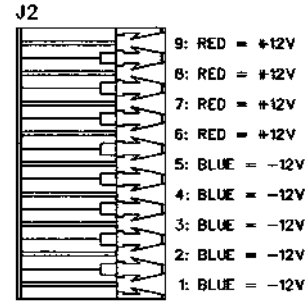 J2
9: RED = +12V
8: RED = +12V
7: RED = +12V
6: RED = +12V
5: BLUE = -12V
4: BLUE = -12V
3: BLUE = -12V
2: BLUE = -12V
1: BLUE = -12V